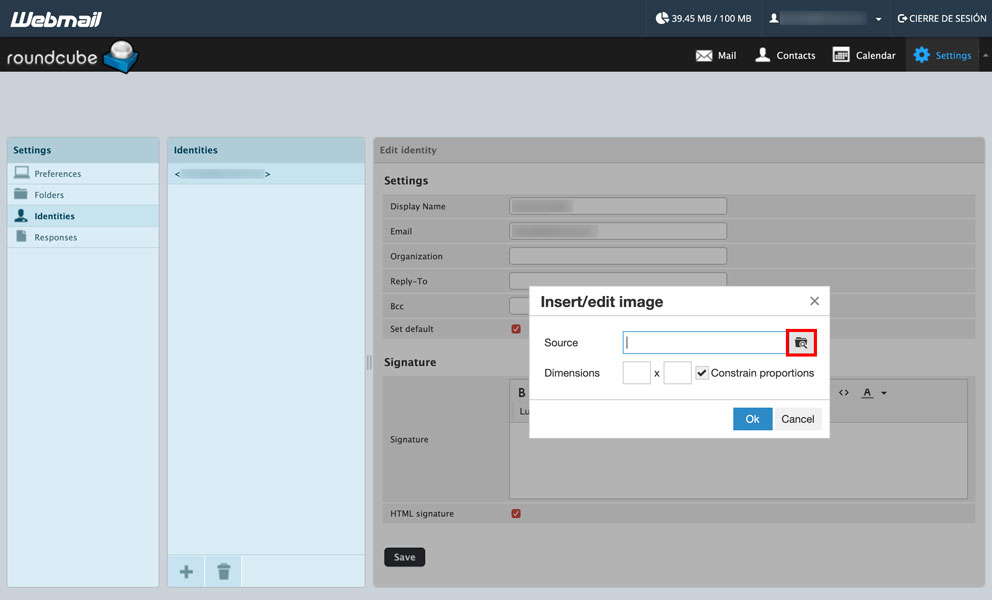 Webmail
39.45 MB / 100 MB
CIERRE DE SESIÓN
roundcube
Mail
Contacts
Calendar
Settings
Settings
Preferences
Folders
Identities
Responses
Identities
< >
Edit identity
Settings
Display Name
Email
Organization
Reply-To
Bcc
Set default
Insert/edit image
Source
Dimensions
x
Constrain proportions
Ok
Cancel
Signature
B
<> A
Lu
Signature
HTML signature
Save